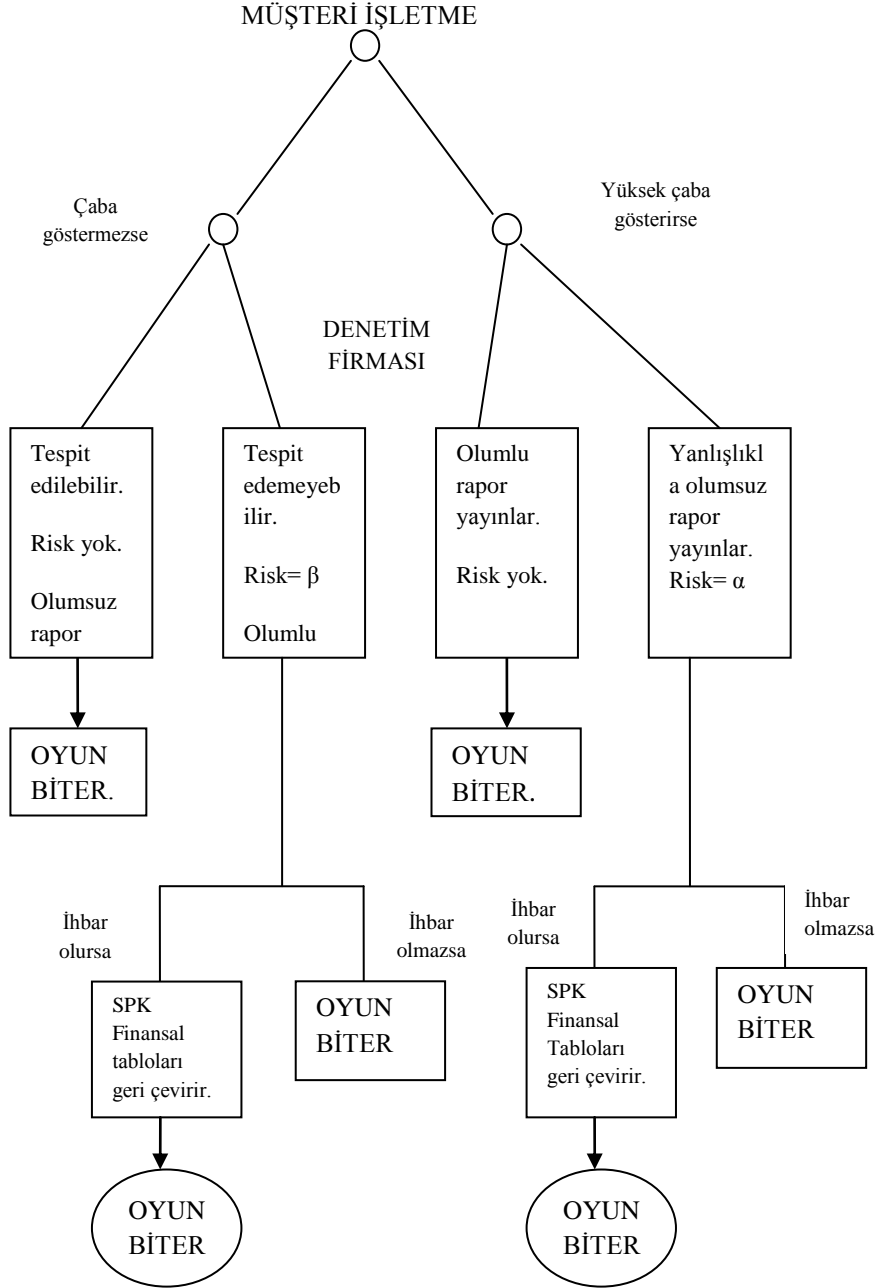 MÜŞTERİ İŞLETME
Çaba
göstermezse
Yüksek çaba
gösterirse
DENETİM
FİRMASI
Tespit
edilebilir.
Risk yok.
Olumsuz
rapor
Tespit
edemeyeb
ilir.
Risk= β
Olumlu
Olumlu
rapor
yayınlar.
Risk yok.
Yanlışlıkl
a olumsuz
rapor
yayınlar.
Risk= α
OYUN
BİTER.
OYUN
BİTER.
İhbar
olursa
İhbar
olmazsa
İhbar
olursa
İhbar
olmazsa
SPK
Finansal
tabloları
geri çevirir.
OYUN
BİTER
SPK
Finansal
Tabloları
geri çevirir.
OYUN
BİTER
OYUN
BİTER
OYUN
BİTER